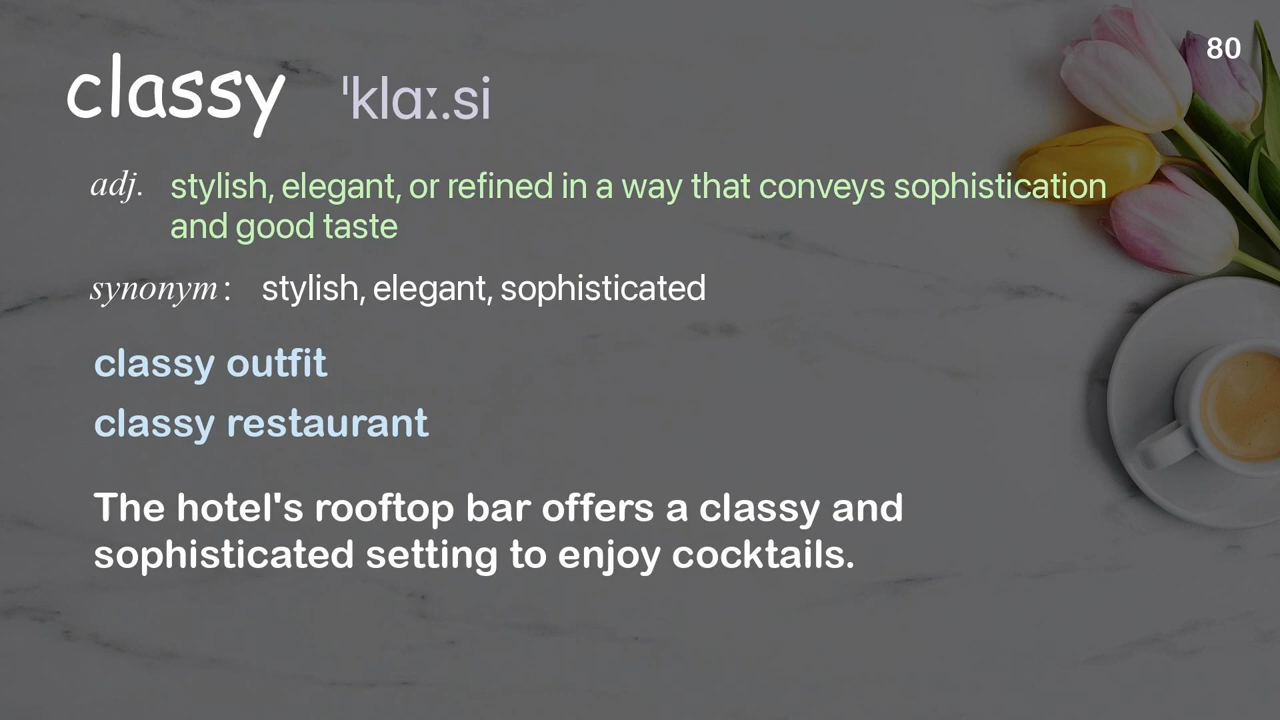 80
classy ˈklɑː.si
adj. stylish, elegant, or refined in a way that conveys sophistication
and good taste
synonym: stylish, elegant, sophisticated
classy outfit
classy restaurant
The hotel's rooftop bar offers a classy and
sophisticated setting to enjoy cocktails.